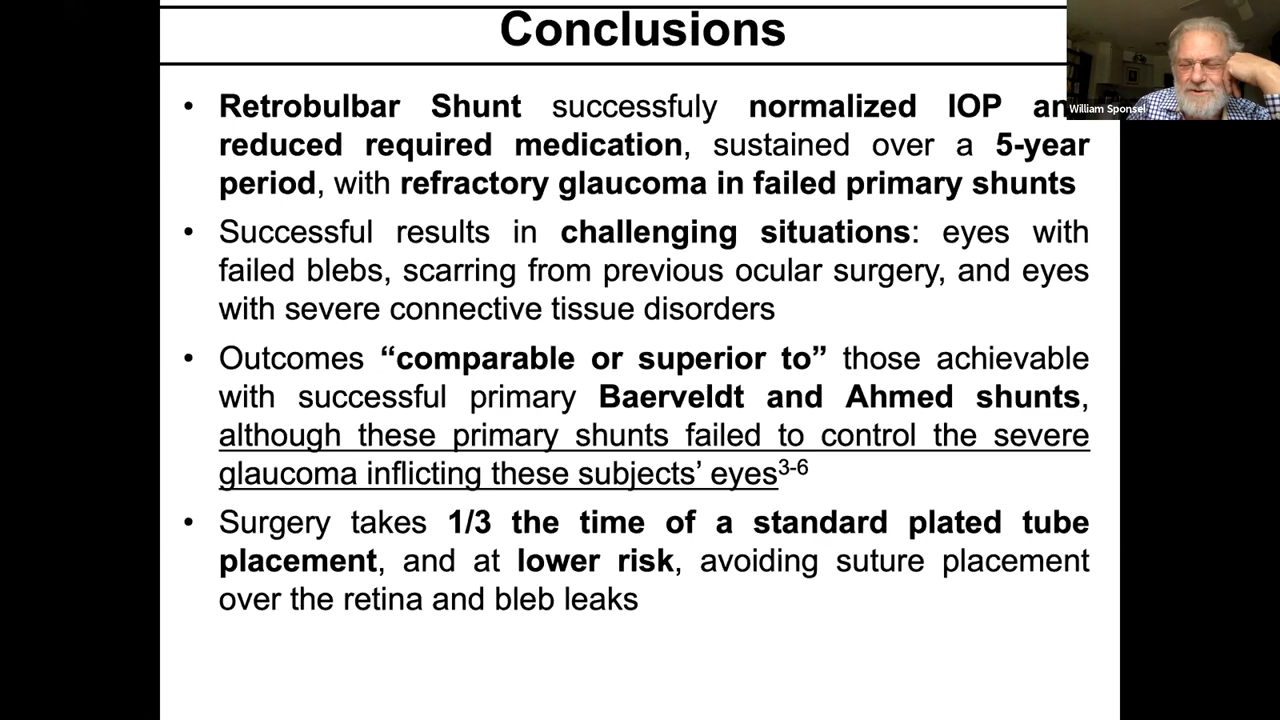 Conclusions
William Sponsel
• Retrobulbar Shunt successfuly normalized IOP an
reduced required medication, sustained over a 5-year
period, with refractory glaucoma in failed primary shunts
• Successful results in challenging situations: eyes with
failed blebs, scarring from previous ocular surgery, and eyes
with severe connective tissue disorders
• Outcomes “comparable or superior to” those achievable
with successful primary Baerveldt and Ahmed shunts,
although these primary shunts failed to control the severe
glaucoma inflicting these subjects’ eyes3-6
• Surgery takes 1/3 the time of a standard plated tube
placement, and at lower risk, avoiding suture placement
over the retina and bleb leaks